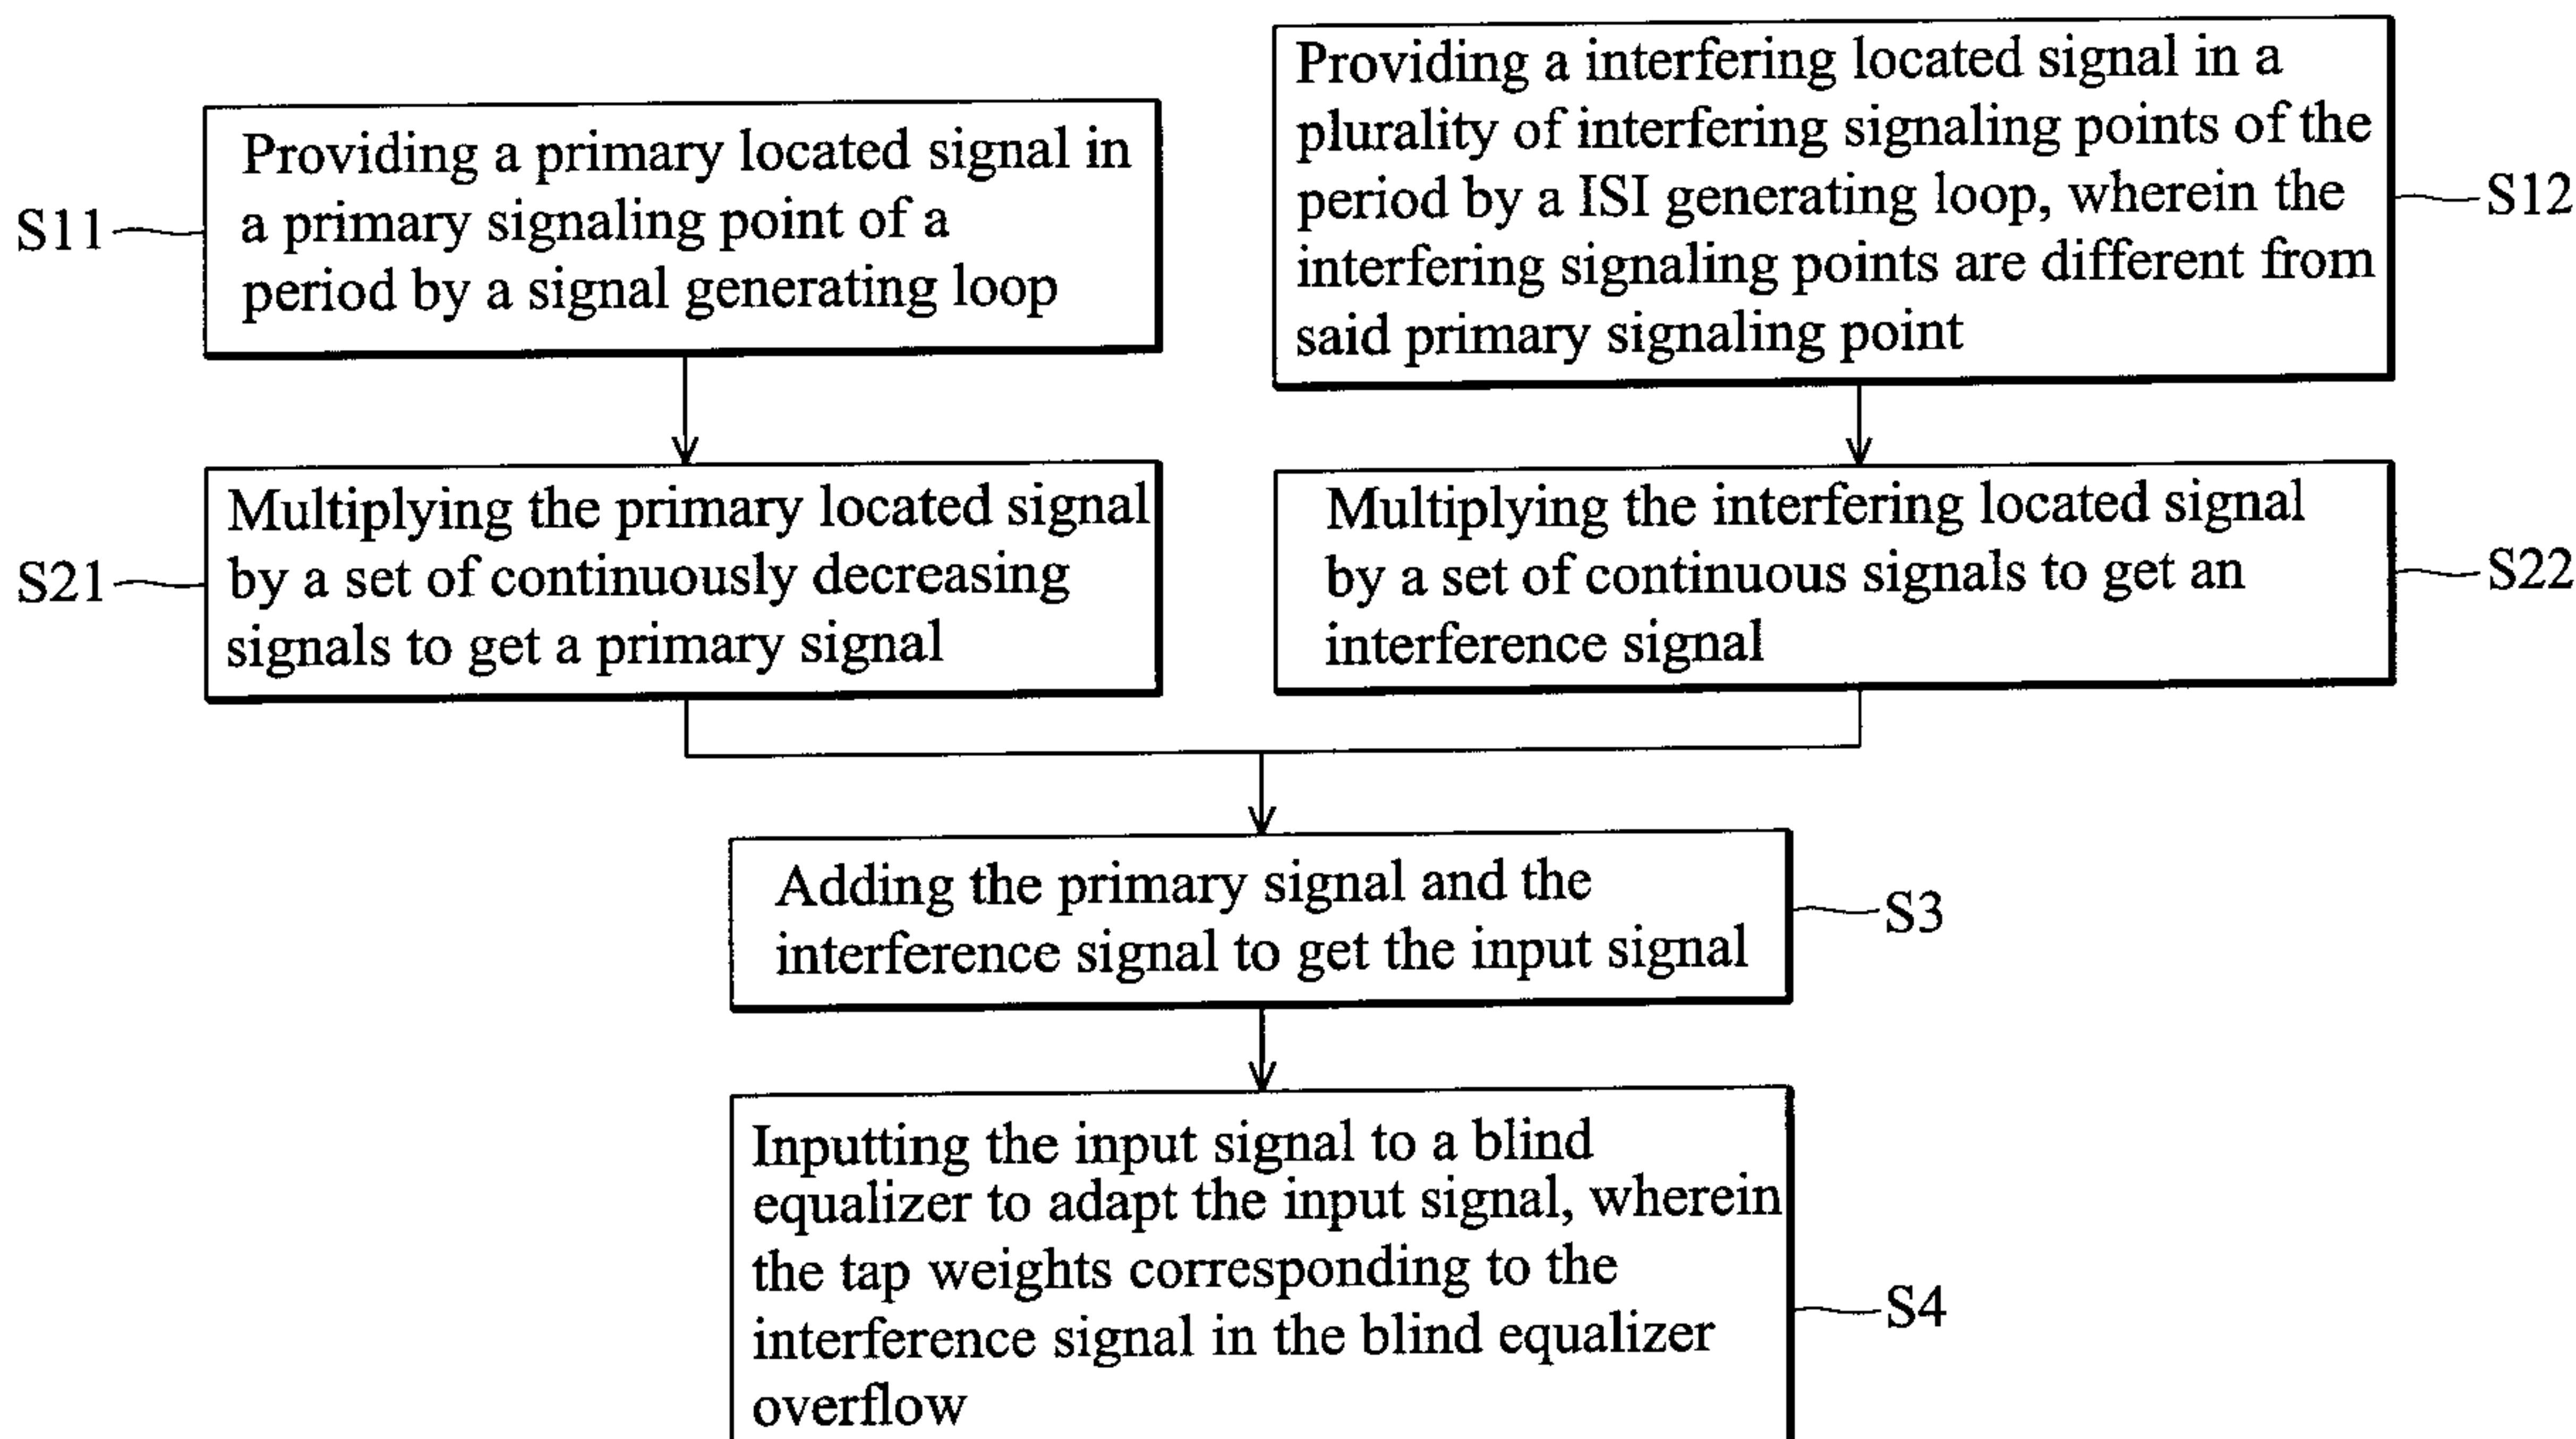 S11
Providing a primary located signal in
a primary signaling point of a
period by a signal generating loop
Providing a interfering located signal in a
plurality of interfering signaling points of the
period by a ISI generating loop, wherein the
interfering signaling points are different from
said primary signaling point
S12
S21
Multiplying the primary located signal
by a set of continuously decreasing
signals to get a primary signal
Multiplying the interfering located signal
by a set of continuous signals to get an
interference signal
S22
Adding the primary signal and the
interference signal to get the input signal
S3
Inputting the input signal to a blind
equalizer to adapt the input signal, wherein
the tap weights corresponding to the
interference signal in the blind equalizer
overflow
S4